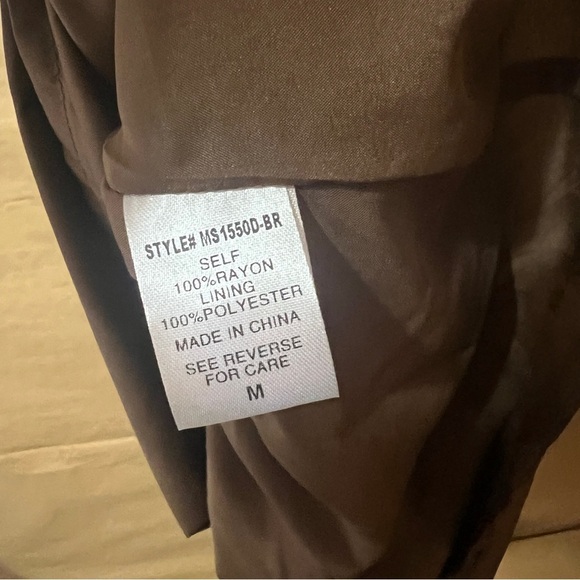 STYLE# MS1550D-BR
SELF
100%RAYON
LINING
100%POLYESTER
MADE IN CHINA
SEE REVERSE
FOR CARE
M